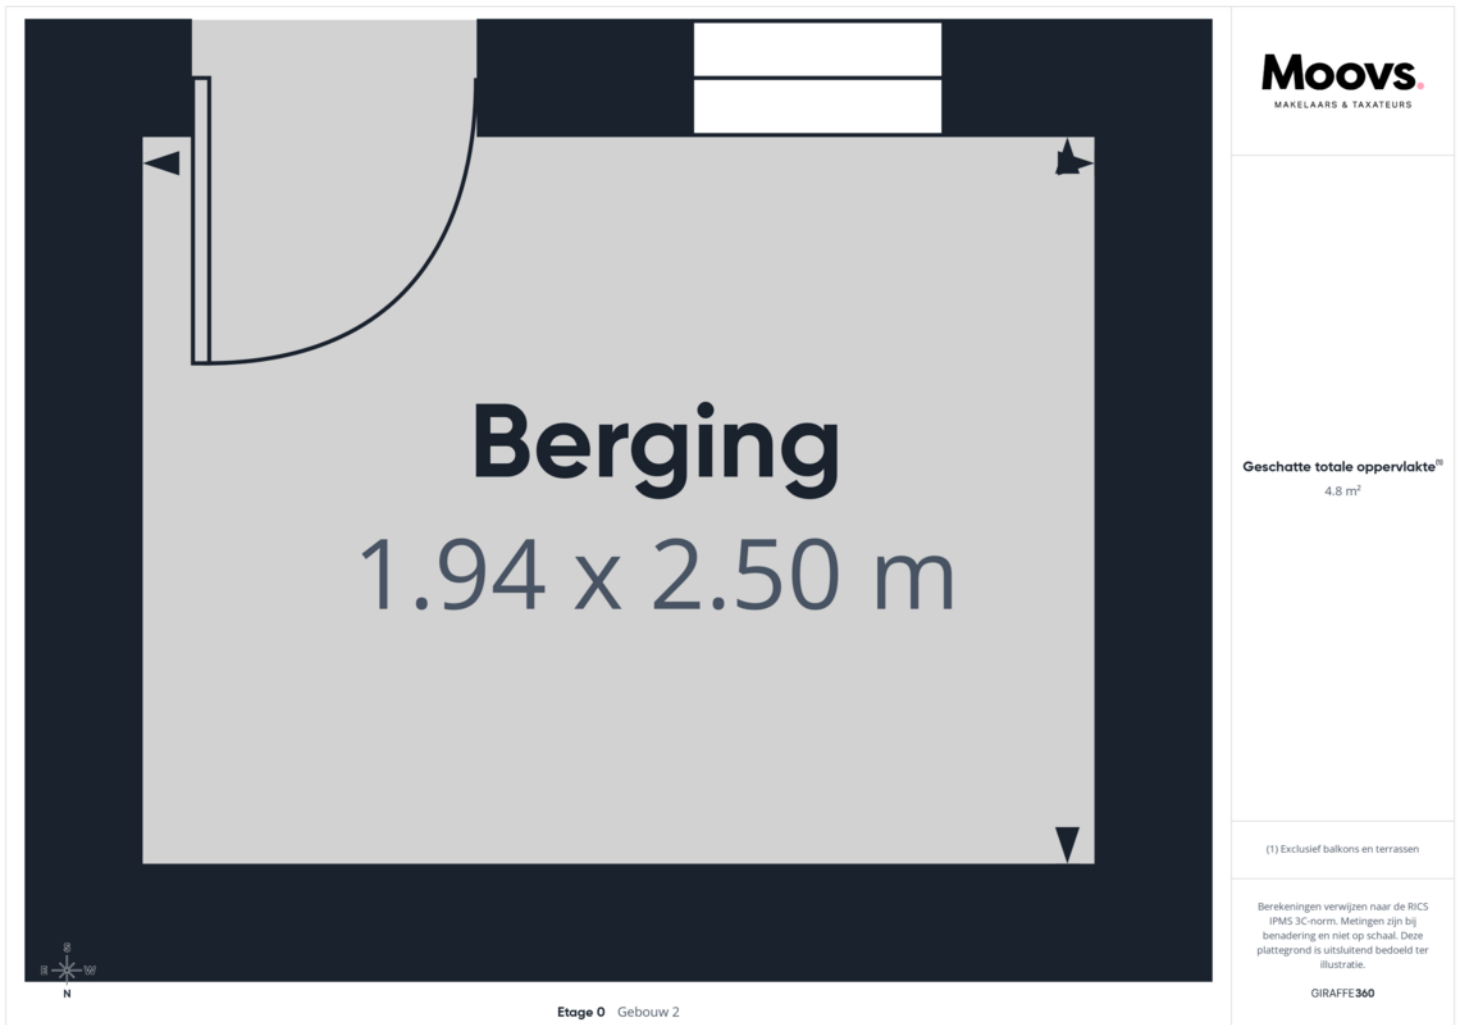 Moovs.
MAKELAARS & TAXATEURS
Berging
1.94 x 2.50 m
Geschatte totale oppervlakte(1)
4.8 m²
(1) Exclusief balkons en terrassen
Berekeningen verwijzen naar de RICS
IPMS 3C-norm. Metingen zijn bij
benadering en niet op schaal. Deze
plattegrond is uitsluitend bedoeld ter
illustratie.
GIRAFFE360
S
E W
N
Etage 0 Gebouw 2